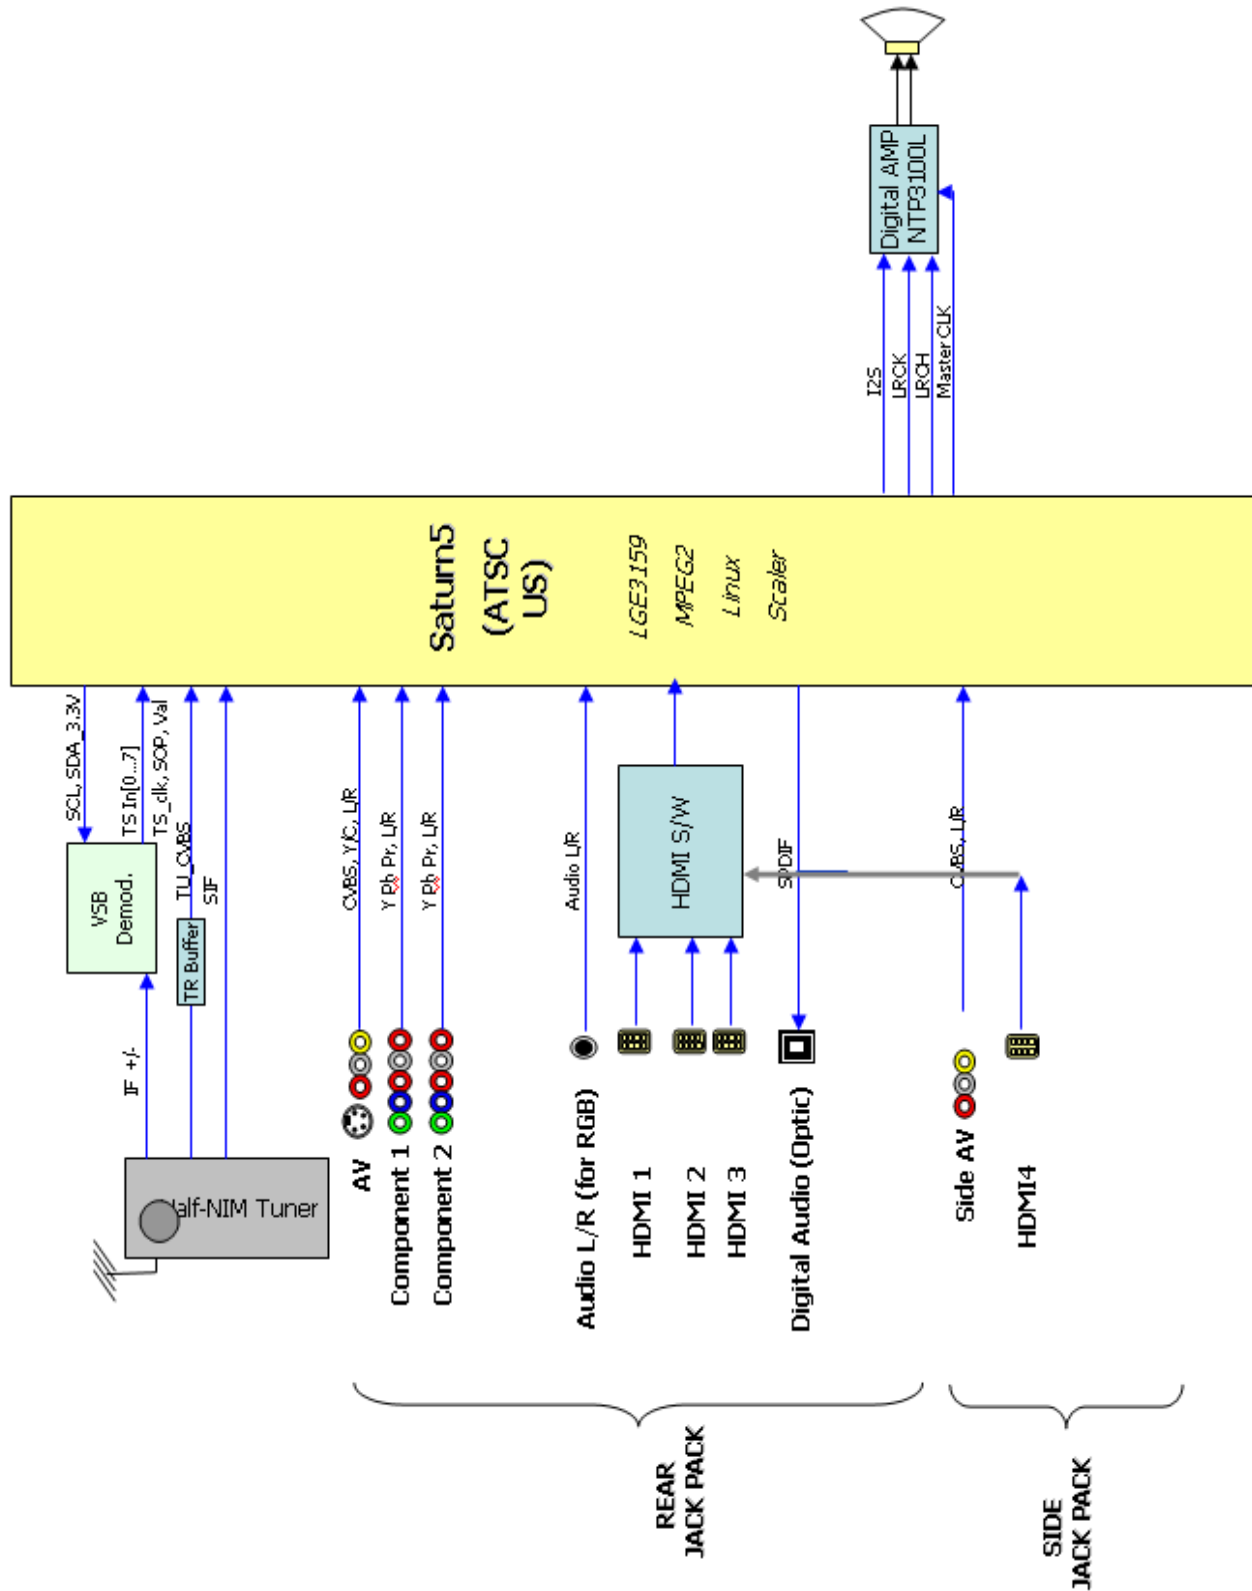 SCL, SDA_3.3V
TS In[0...7]
TS_clk, SOP, Val
VSB
Demod.
IF +/-
TU_CVBS
TR Buffer
SIF
Half-NIM Tuner
CVBS, Y/C, L/R
AV
Y Pb Pr, L/R
Component 1
Y Pb Pr, L/R
Component 2
Audio L/R
Audio L/R (for RGB)
HDMI S/W
HDMI 1
HDMI 2
HDMI 3
SPDIF
Digital Audio (Optic)
CVBS, L/R
Side AV
HDMI4
REAR
JACK PACK
SIDE
JACK PACK
Saturn5
(ATSC
US)
LGE3159
MPEG2
Linux
Scaler
I2S
LRCK
LRCH
Master CLK
Digital AMP
NTP3100L